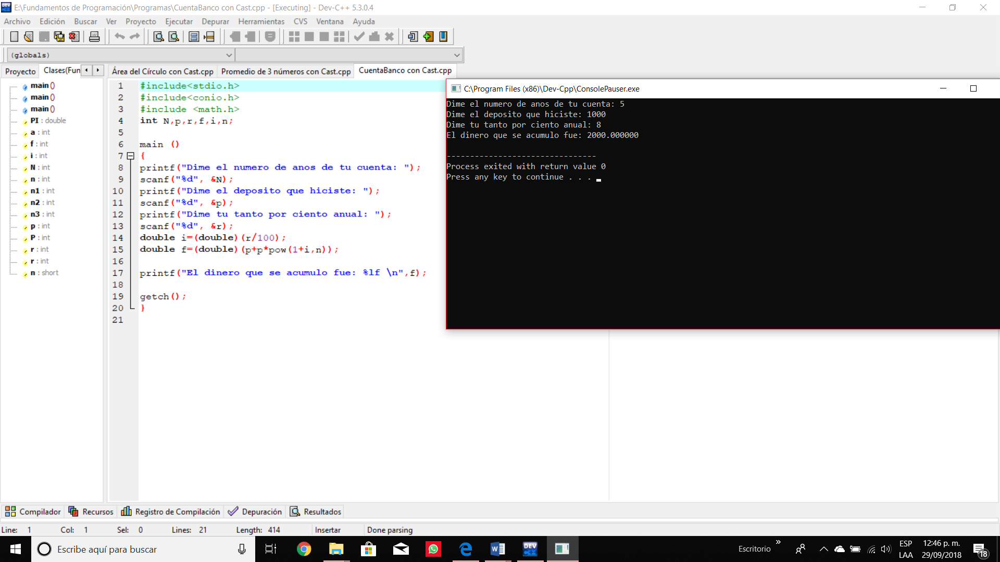 E:\Fundamentos de Programación\Programas\CuentaBanco con Cast.cpp - [Executing] - Dev-C++ 5.3.0.4
Archivo Edición Buscar Ver Proyecto Ejecutar Depurar Herramientas CVS Ventana Ayuda
(globals)
Proyecto Clases(Fun Área del Círculo con Cast.cpp Promedio de 3 números con Cast.cpp CuentaBanco con Cast.cpp
main()
main()
main()
PI : double
a : int
f : int
i : int
N : int
n : int
n1 : int
n2 : int
n3 : int
p : int
P : int
r : int
r : int
n : short
1 #include<stdio.h>
2 #include<conio.h>
3 #include <math.h>
4 int N,p,r,f,i,n;
5
6 main ()
7 {
8 printf("Dime el numero de anos de tu cuenta: ");
9 scanf("%d", &N);
10 printf("Dime el deposito que hiciste: ");
11 scanf("%d", &p);
12 printf("Dime tu tanto por ciento anual: ");
13 scanf("%d", &r);
14 double i=(double)(r/100);
15 double f=(double)(p+p*pow(1+i,n));
16
17 printf("El dinero que se acumulo fue: %lf \n",f);
18
19 getch();
20 }
21
C:\Program Files (x86)\Dev-Cpp\ConsolePauser.exe
Dime el numero de anos de tu cuenta: 5
Dime el deposito que hiciste: 1000
Dime tu tanto por ciento anual: 8
El dinero que se acumulo fue: 2000.000000
--------------------------------
Process exited with return value 0
Press any key to continue . . .
Compilador Recursos Registro de Compilación Depuración Resultados
Line: 1 Col: 1 Sel: 0 Lines: 21 Length: 414 Insertar Done parsing
Escribe aquí para buscar
DEV C++
Escritorio
ESP
LAA
12:46 p. m.
29/09/2018
18